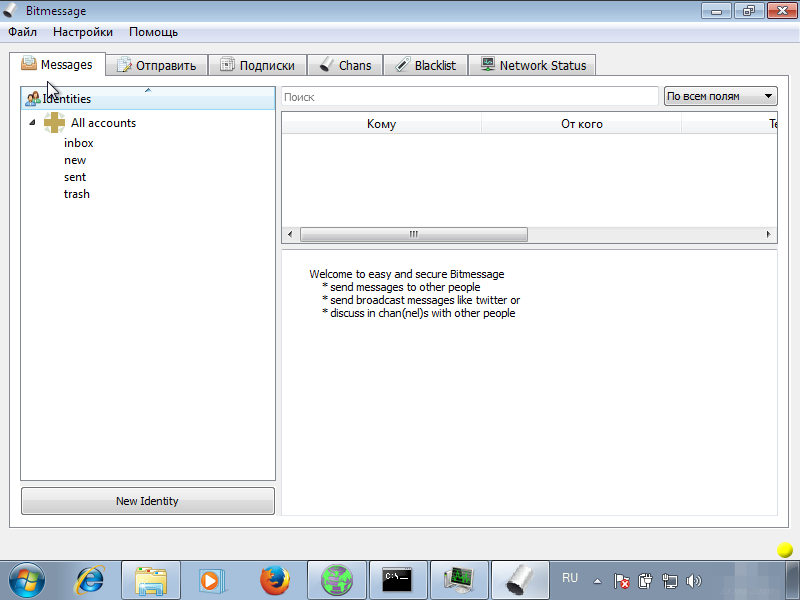 Bitmessage
Файл Настройки Помощь
Messages Отправить Подписки Chans Blacklist Network Status
Identities
All accounts
inbox
new
sent
trash
New Identity
Поиск По всем полям
Кому От кого Те
Welcome to easy and secure Bitmessage
* send messages to other people
* send broadcast messages like twitter or
* discuss in chan(nel)s with other people
C:\_
RU